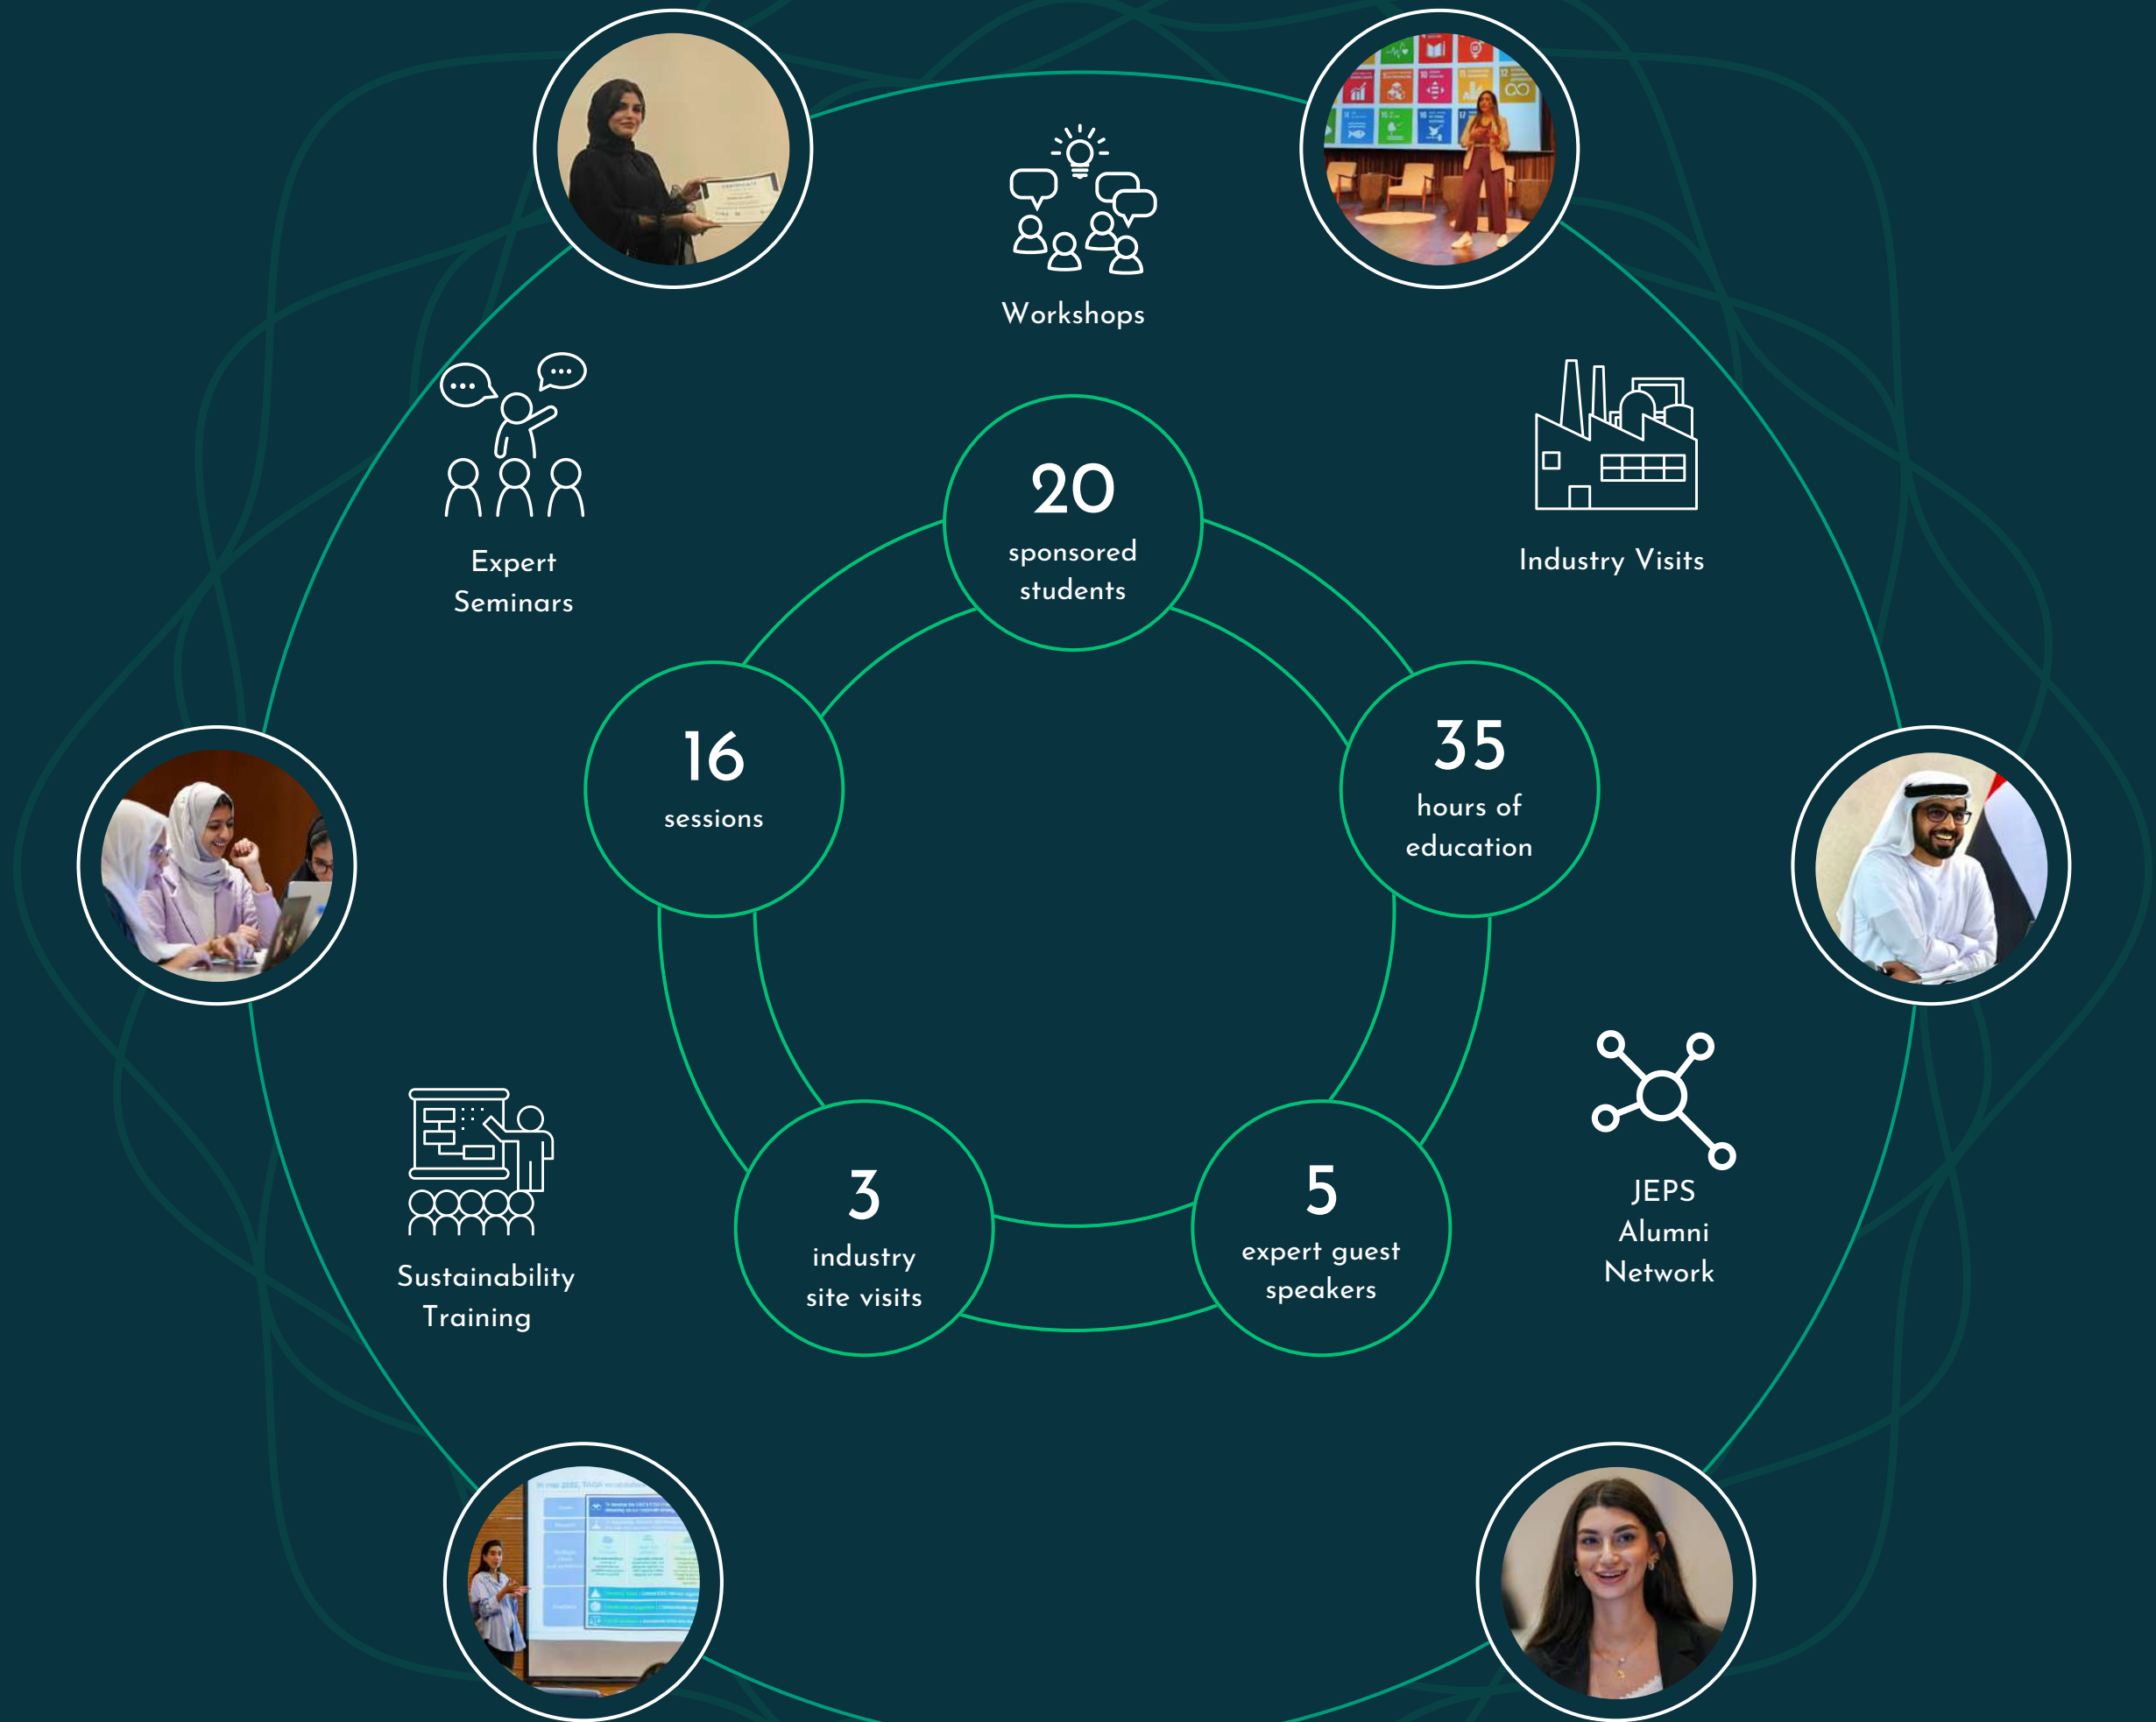 Workshops
Expert
Seminars
Industry Visits
20
sponsored
students
16
sessions
35
hours of
education
3
industry
site visits
5
expert guest
speakers
Sustainability
Training
JEPS
Alumni
Network
CERTIFICATE